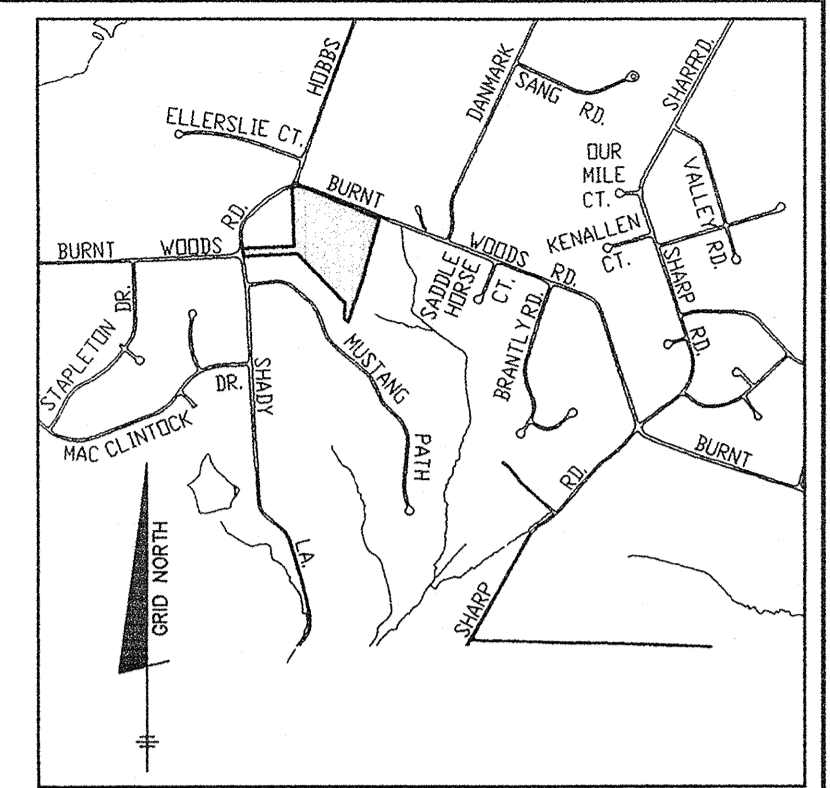 HOBBS
DANMARK
SANG RD.
SHARP RD.
ELLERSLIE CT.
OUR
MILE
CT.
VALLEY RD.
BURNT
RD.
KENALLEN
CT.
BURNT WOODS
WOODS RD.
SADDLE
HORSE
CT.
SHARP RD.
BRANTLY RD.
STAPLETON DR.
MUSTANG PATH
DR.
SHADY LA.
MAC CLINTOCK
BURNT
RD.
GRID NORTH
SHARP